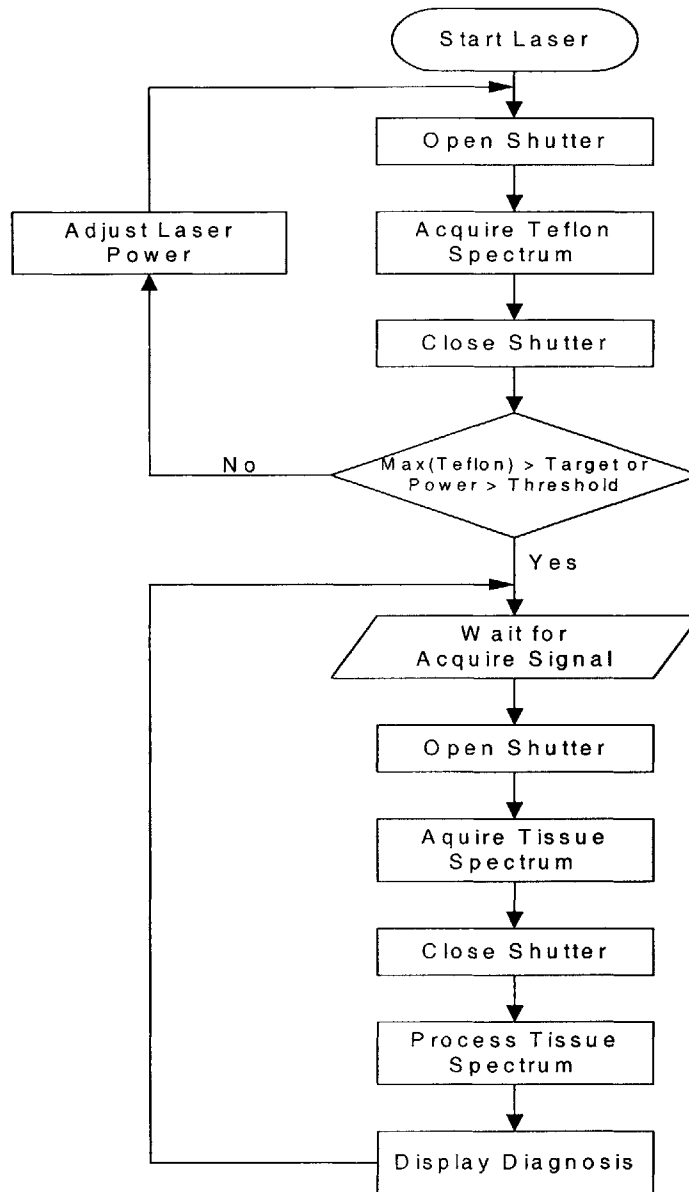 Start Laser
Open Shutter
Adjust Laser
Power
Acquire Teflon
Spectrum
Close Shutter
No
Max(Teflon) > Target or
Power > Threshold
Yes
Wait for
Acquire Signal
Open Shutter
Aquire Tissue
Spectrum
Close Shutter
Process Tissue
Spectrum
Display Diagnosis